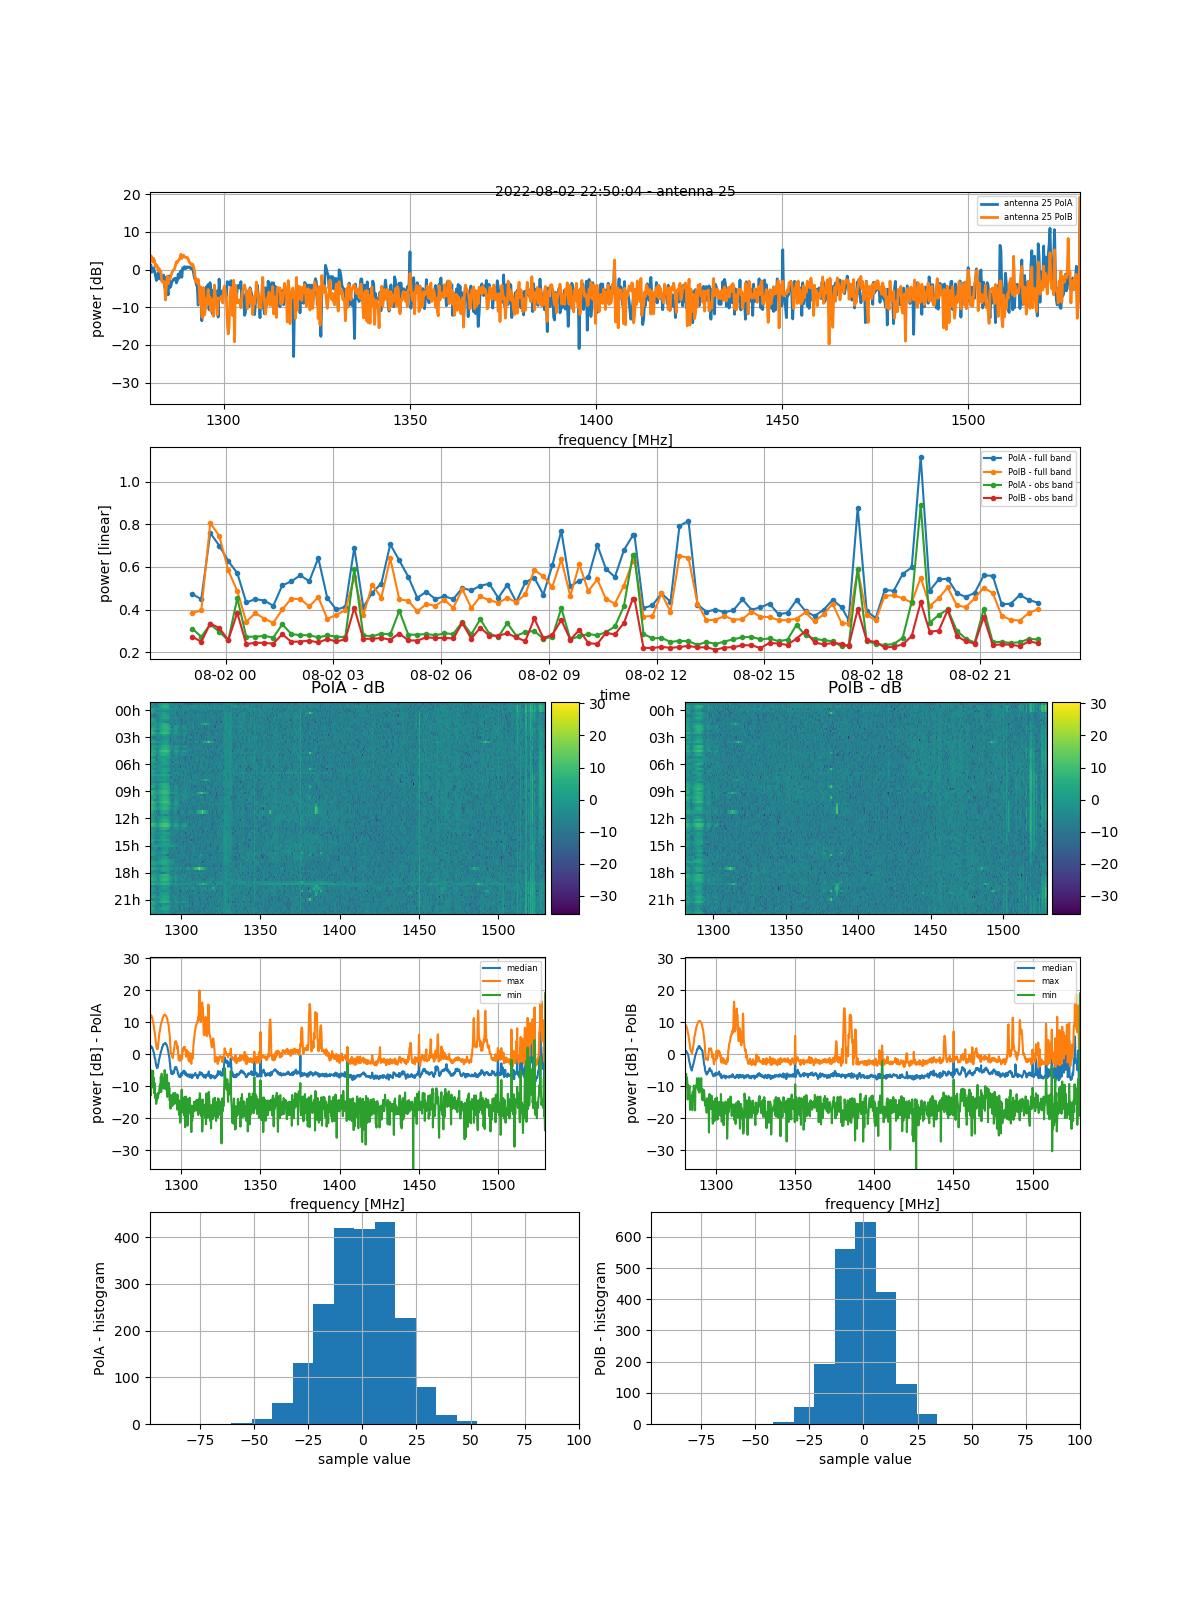 2022-08-02 22:50:04 - antenna 25
antenna 25 PolA
antenna 25 PolB
power [dB]
20
10
0
−10
−20
−30
1300 1350 1400 1450 1500
frequency [MHz]
PolA - full band
PolB - full band
PolA - obs band
PolB - obs band
power [linear]
1.0
0.8
0.6
0.4
0.2
08-02 00 08-02 03 08-02 06 08-02 09 08-02 12 08-02 15 08-02 18 08-02 21
time
PolA - dB
00h
03h
06h
09h
12h
15h
18h
21h
1300 1350 1400 1450 1500
30
20
10
0
−10
−20
−30
PolB - dB
00h
03h
06h
09h
12h
15h
18h
21h
1300 1350 1400 1450 1500
30
20
10
0
−10
−20
−30
power [dB] - PolA
30
20
10
0
−10
−20
−30
median
max
min
1300 1350 1400 1450 1500
frequency [MHz]
power [dB] - PolB
30
20
10
0
−10
−20
−30
median
max
min
1300 1350 1400 1450 1500
frequency [MHz]
PolA - histogram
400
300
200
100
0
−75 −50 −25 0 25 50 75 100
sample value
PolB - histogram
600
500
400
300
200
100
0
−75 −50 −25 0 25 50 75 100
sample value